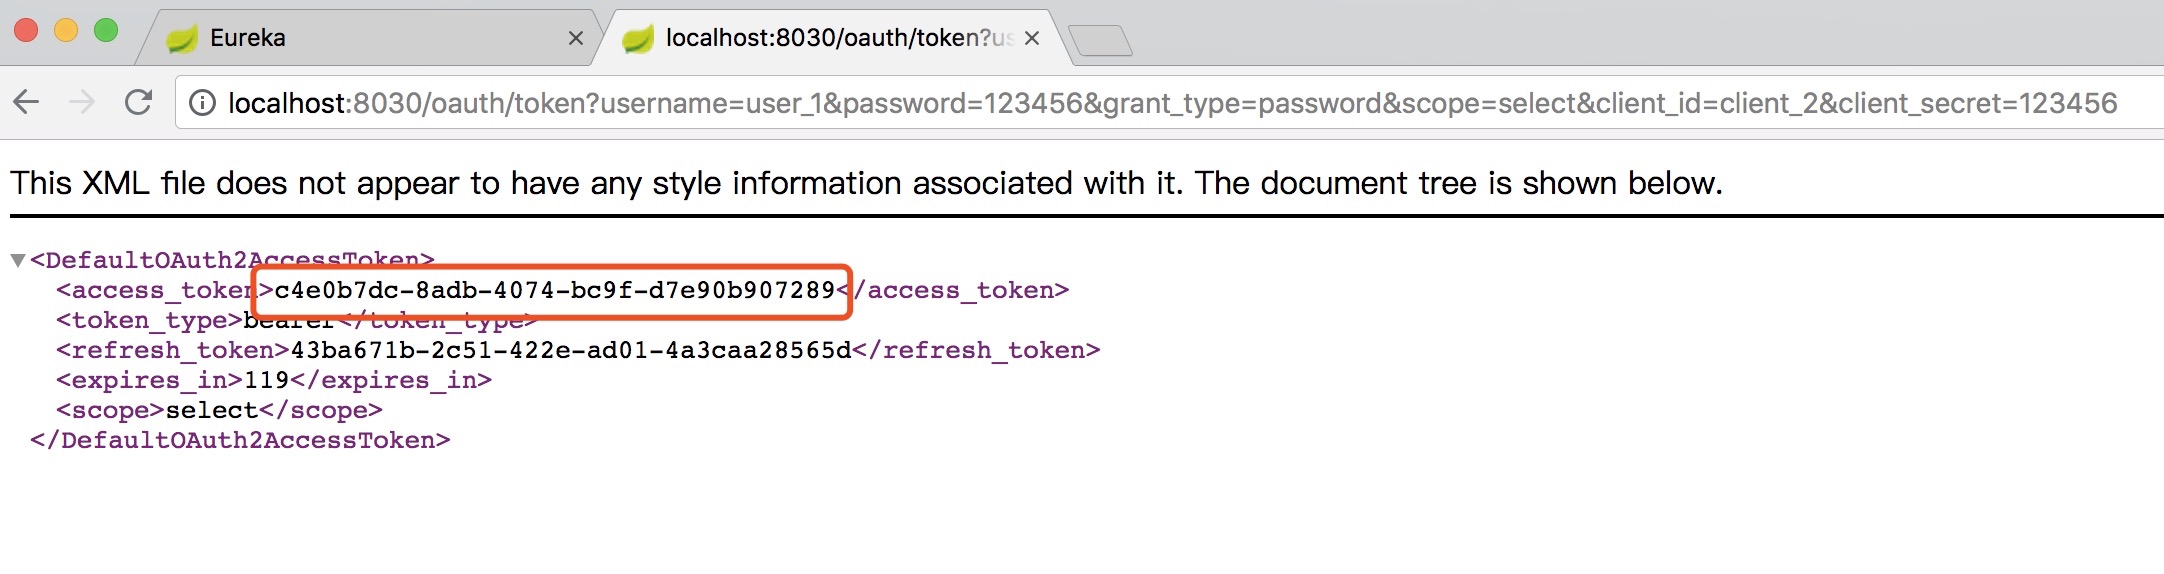 Eureka
localhost:8030/oauth/token?us
localhost:8030/oauth/token?username=user_1&password=123456&grant_type=password&scope=select&client_id=client_2&client_secret=123456
This XML file does not appear to have any style information associated with it. The document tree is shown below.
<DefaultOAuth2AccessToken>
<access_token>c4e0b7dc-8adb-4074-bc9f-d7e90b907289</access_token>
<token_type>bearer</token_type>
<refresh_token>43ba671b-2c51-422e-ad01-4a3caa28565d</refresh_token>
<expires_in>119</expires_in>
<scope>select</scope>
</DefaultOAuth2AccessToken>